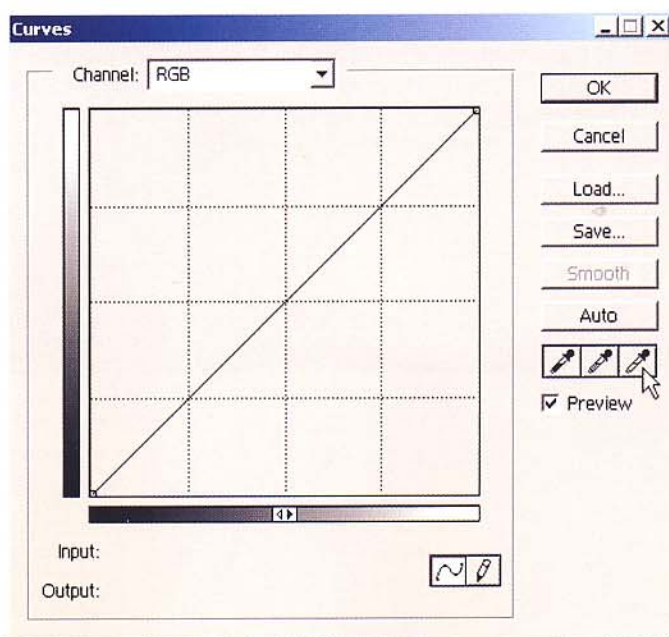 Curves
Channel: RGB
OK
Cancel
Load...
Save...
Smooth
Auto
Preview
Input:
Output: